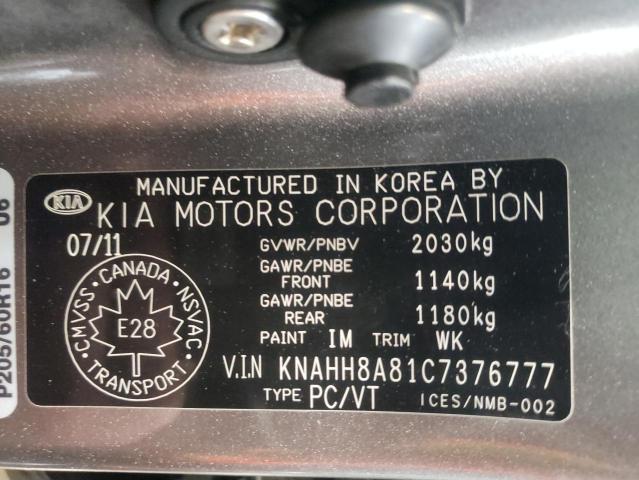 MANUFACTURED IN KOREA BY
KIA
KIA MOTORS CORPORATION
07/11
GVWR/PNBV 2030kg
GAWR/PNBE FRONT 1140kg
GAWR/PNBE REAR 1180kg
PAINT IM TRIM WK
V.I.N KNAHH8A81C7376777
TYPE PC/VT ICES/NMB-002
CMVSS · CANADA · NSVAC
E28
TRANSPORT
P205/60R16 06